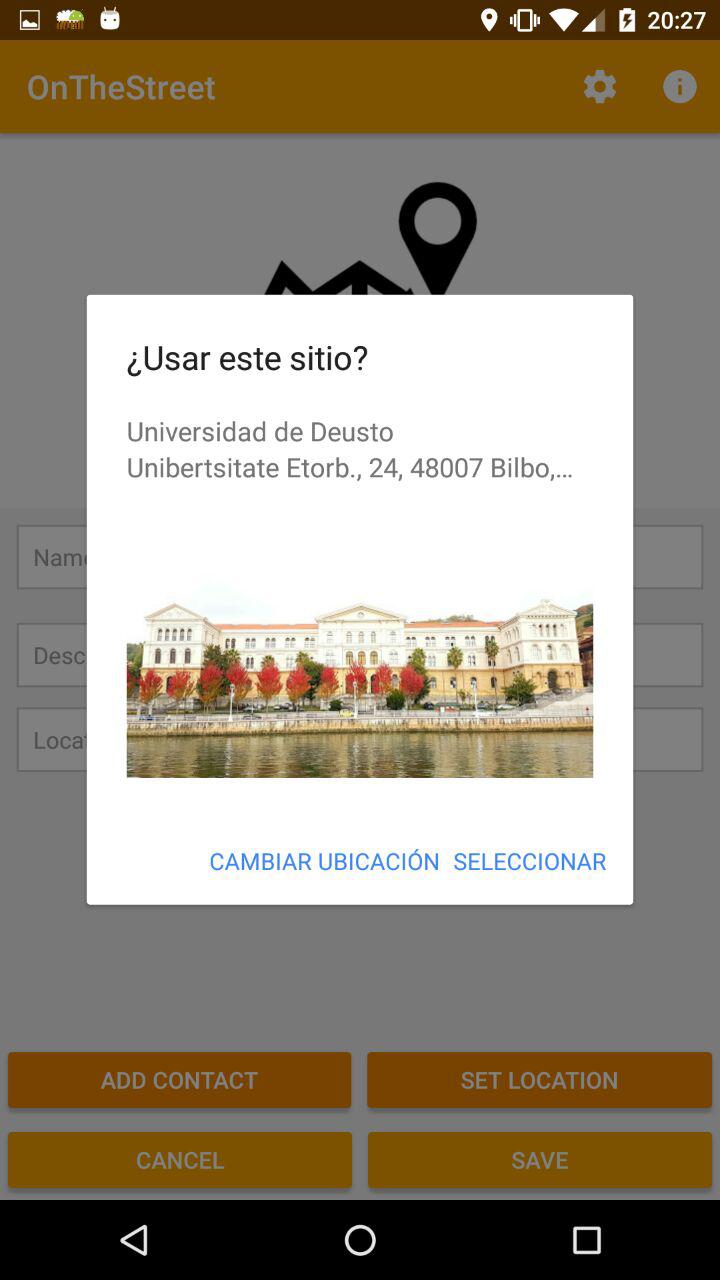 20:27
OnTheStreet
¿Usar este sitio?
Universidad de Deusto
Unibertsitate Etorb., 24, 48007 Bilbo,...
Name
Desc
Locat
CAMBIAR UBICACIÓN SELECCIONAR
ADD CONTACT SET LOCATION
CANCEL SAVE